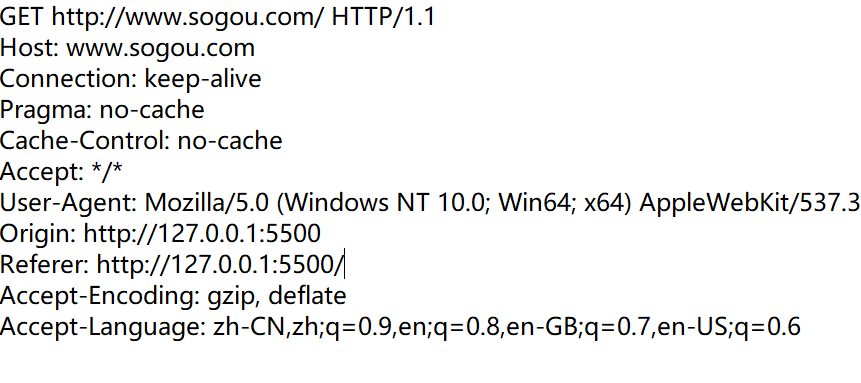 GET http://www.sogou.com/ HTTP/1.1
Host: www.sogou.com
Connection: keep-alive
Pragma: no-cache
Cache-Control: no-cache
Accept: */*
User-Agent: Mozilla/5.0 (Windows NT 10.0; Win64; x64) AppleWebKit/537.3
Origin: http://127.0.0.1:5500
Referer: http://127.0.0.1:5500/
Accept-Encoding: gzip, deflate
Accept-Language: zh-CN,zh;q=0.9,en;q=0.8,en-GB;q=0.7,en-US;q=0.6